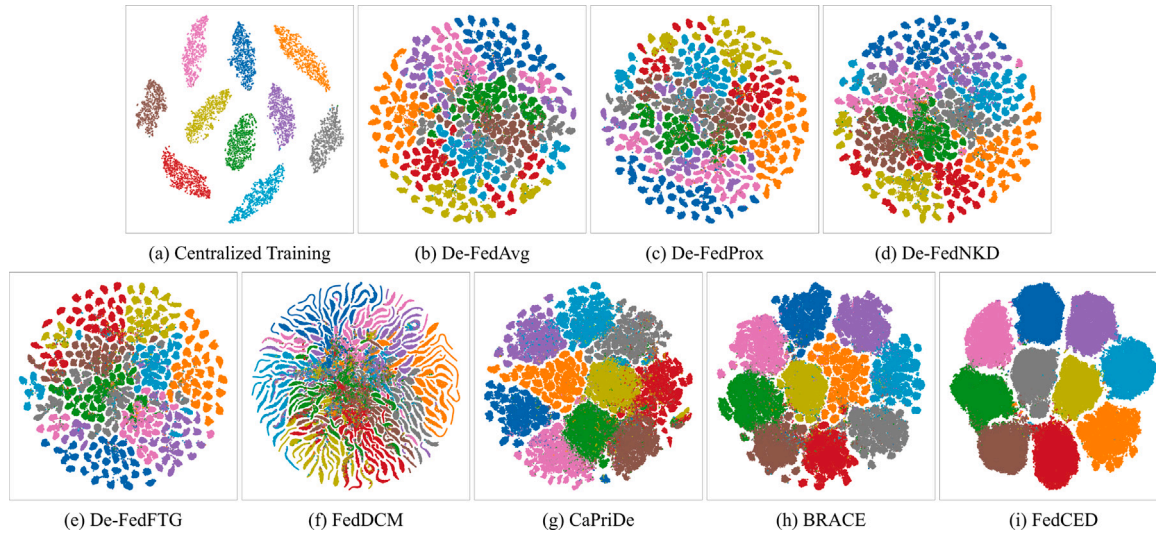 (a) Centralized Training
(b) De-FedAvg
(c) De-FedProx
(d) De-FedNKD
(e) De-FedFTG
(f) FedDCM
(g) CaPriDe
(h) BRACE
(i) FedCED